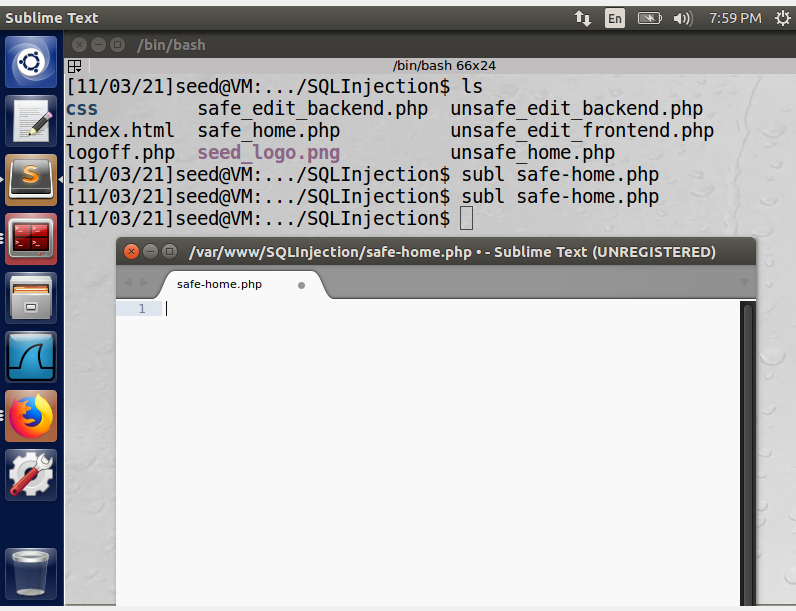 Sublime Text En 7:59 PM
/bin/bash
/bin/bash 66x24
[11/03/21]seed@VM:.../SQLInjection$ ls
css safe_edit_backend.php unsafe_edit_backend.php
index.html safe_home.php unsafe_edit_frontend.php
logoff.php seed_logo.png unsafe_home.php
[11/03/21]seed@VM:.../SQLInjection$ subl safe-home.php
[11/03/21]seed@VM:.../SQLInjection$ subl safe-home.php
[11/03/21]seed@VM:.../SQLInjection$
/var/www/SQLInjection/safe-home.php • - Sublime Text (UNREGISTERED)
safe-home.php
1